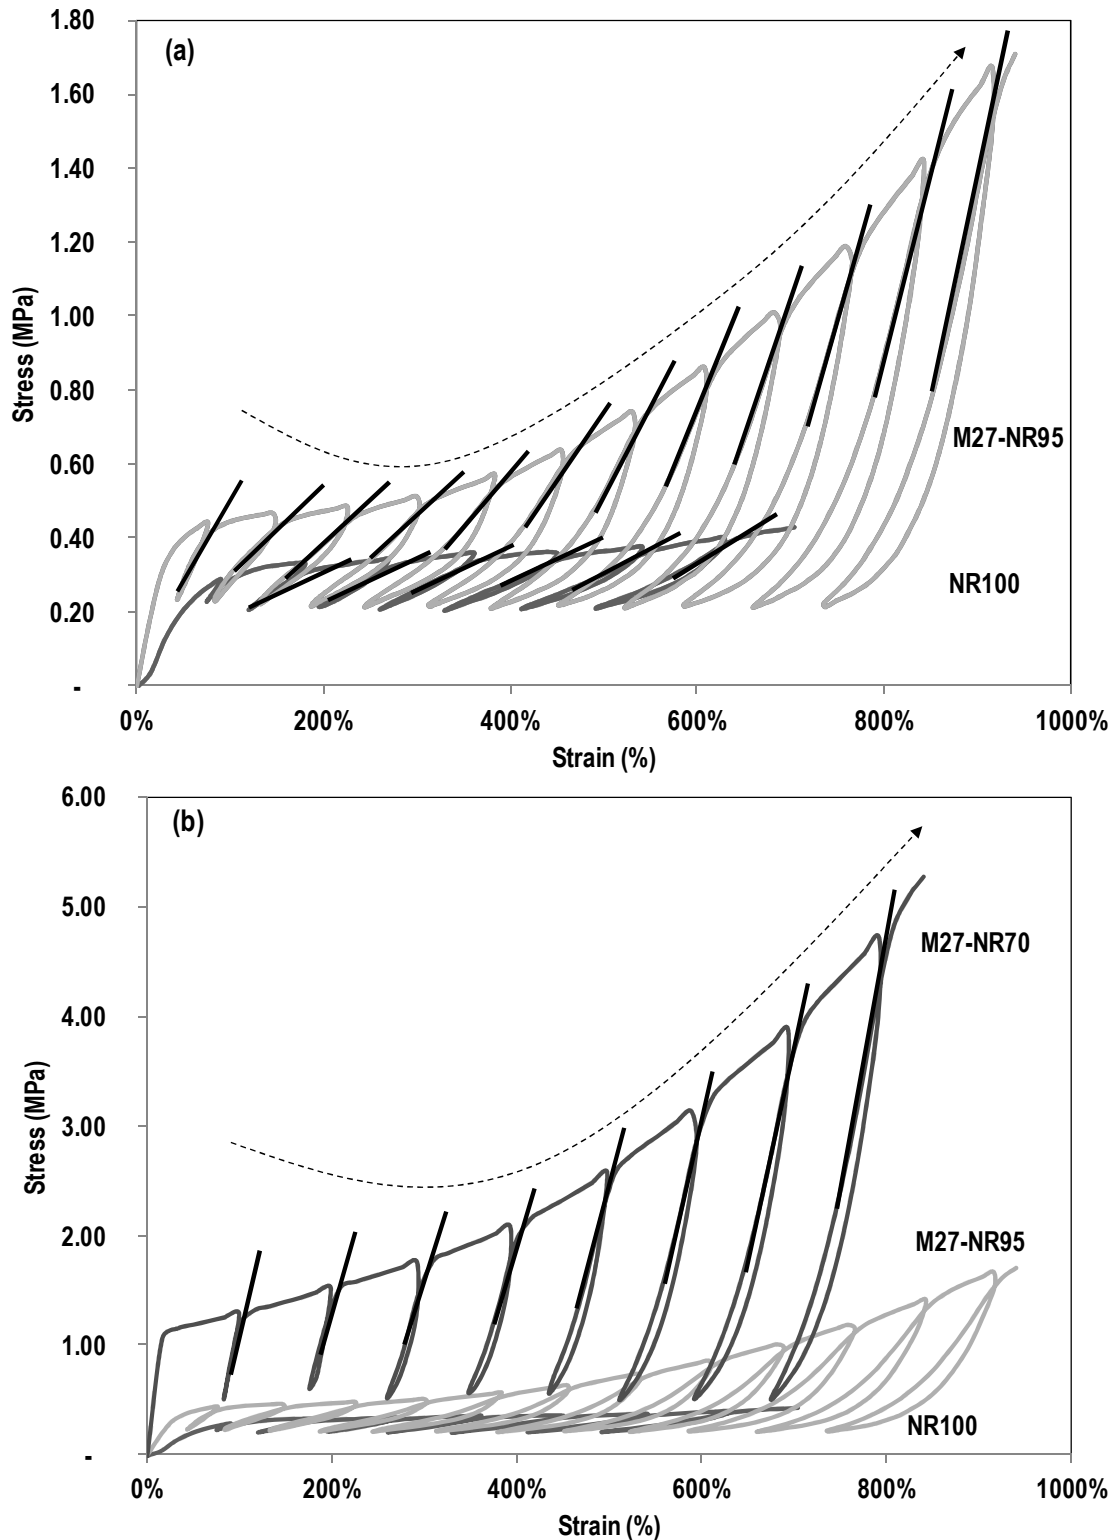 1.80
(a)
1.60
1.40
1.20
1.00
0.80
0.60
0.40
0.20
-
Stress (MPa)
M27-NR95
NR100
0% 200% 400% 600% 800% 1000%
Strain (%)
6.00
(b)
5.00
4.00
3.00
2.00
1.00
-
Stress (MPa)
M27-NR70
M27-NR95
NR100
0% 200% 400% 600% 800% 1000%
Strain (%)